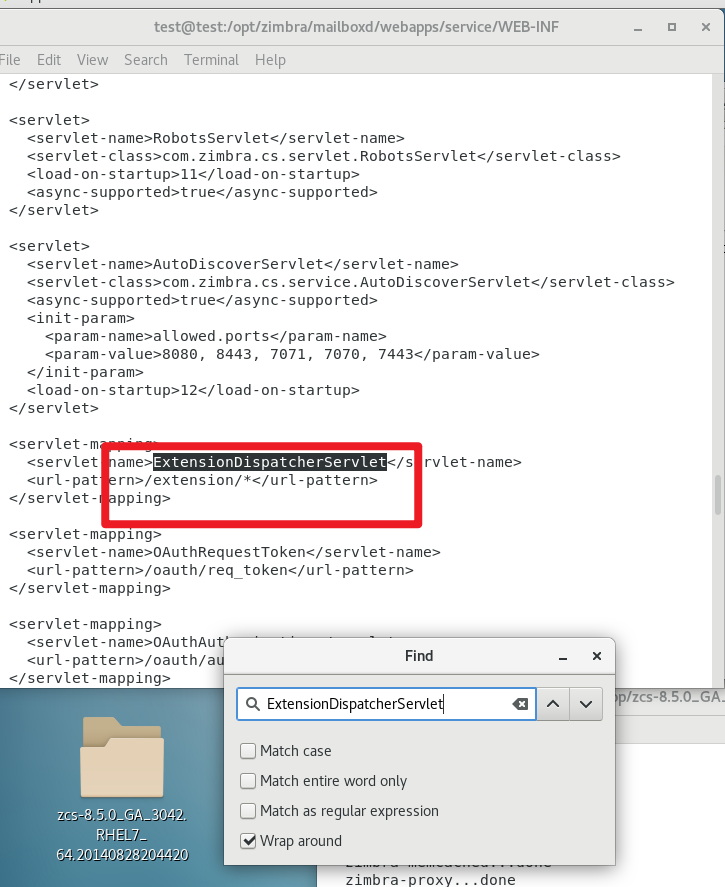 test@test:/opt/zimbra/mailboxd/webapps/service/WEB-INF
File Edit View Search Terminal Help
</servlet>
<servlet>
<servlet-name>RobotsServlet</servlet-name>
<servlet-class>com.zimbra.cs.servlet.RobotsServlet</servlet-class>
<load-on-startup>11</load-on-startup>
<async-supported>true</async-supported>
</servlet>
<servlet>
<servlet-name>AutoDiscoverServlet</servlet-name>
<servlet-class>com.zimbra.cs.service.AutoDiscoverServlet</servlet-class>
<async-supported>true</async-supported>
<init-param>
<param-name>allowed.ports</param-name>
<param-value>8080, 8443, 7071, 7070, 7443</param-value>
</init-param>
<load-on-startup>12</load-on-startup>
</servlet>
<servlet-mapping>
<servlet-name>ExtensionDispatcherServlet</servlet-name>
<url-pattern>/extension/*</url-pattern>
</servlet-mapping>
<servlet-mapping>
<servlet-name>OAuthRequestToken</servlet-name>
<url-pattern>/oauth/req_token</url-pattern>
</servlet-mapping>
<servlet-mapping>
<servlet-name>
<url-pattern>/oauth/au
</servlet-mapping>
Find
ExtensionDispatcherServlet
Match case
Match entire word only
Match as regular expression
Wrap around
op/zcs-8.5.0_GA_
zcs-8.5.0_GA_3042.
RHEL7_
64.20140828204420
zimbra-proxy...done